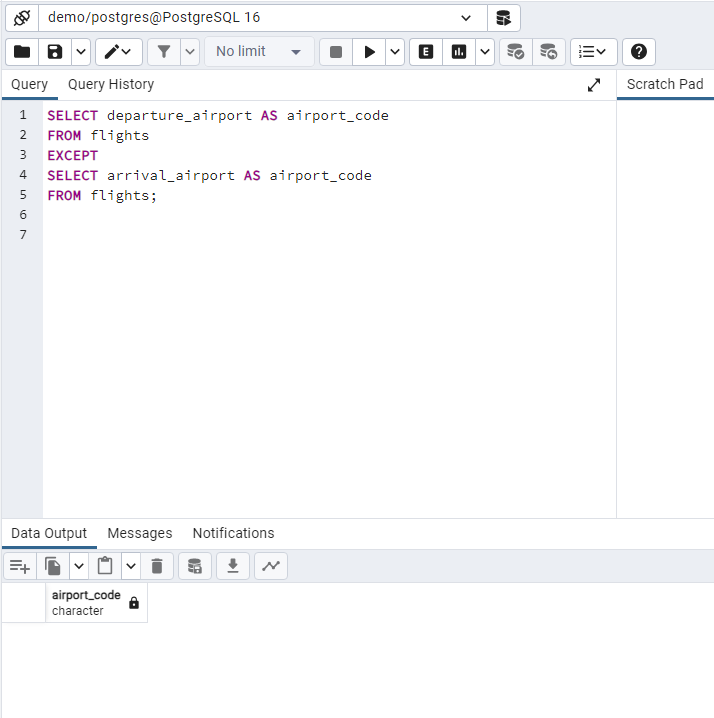 demo/postgres@PostgreSQL 16
No limit
E
Query Query History Scratch Pad
1 SELECT departure_airport AS airport_code
2 FROM flights
3 EXCEPT
4 SELECT arrival_airport AS airport_code
5 FROM flights;
6
7
Data Output Messages Notifications
airport_code
character